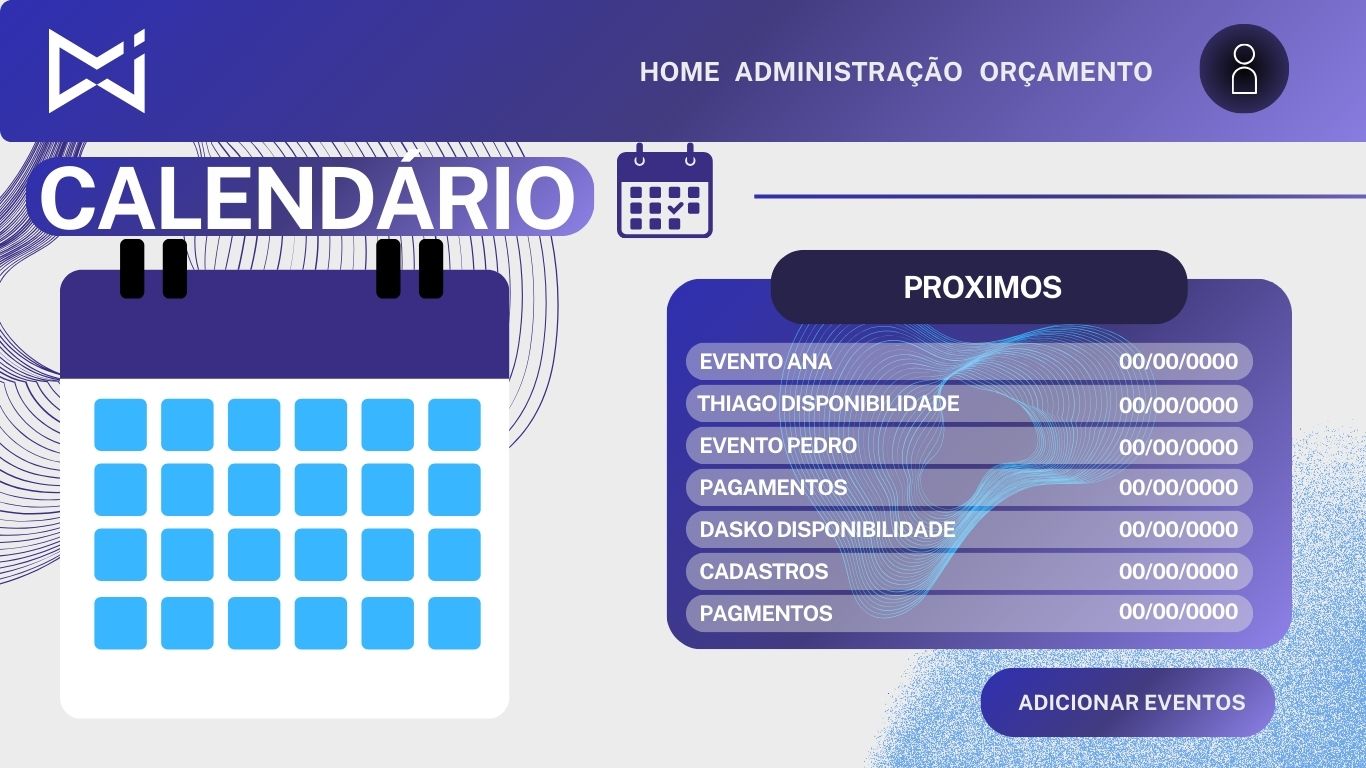 HOME ADMINISTRAÇÃO ORÇAMENTO
CALENDÁRIO
PROXIMOS
EVENTO ANA 00/00/0000
THIAGO DISPONIBILIDADE 00/00/0000
EVENTO PEDRO 00/00/0000
PAGAMENTOS 00/00/0000
DASKO DISPONIBILIDADE 00/00/0000
CADASTROS 00/00/0000
PAGMENTOS 00/00/0000
ADICIONAR EVENTOS